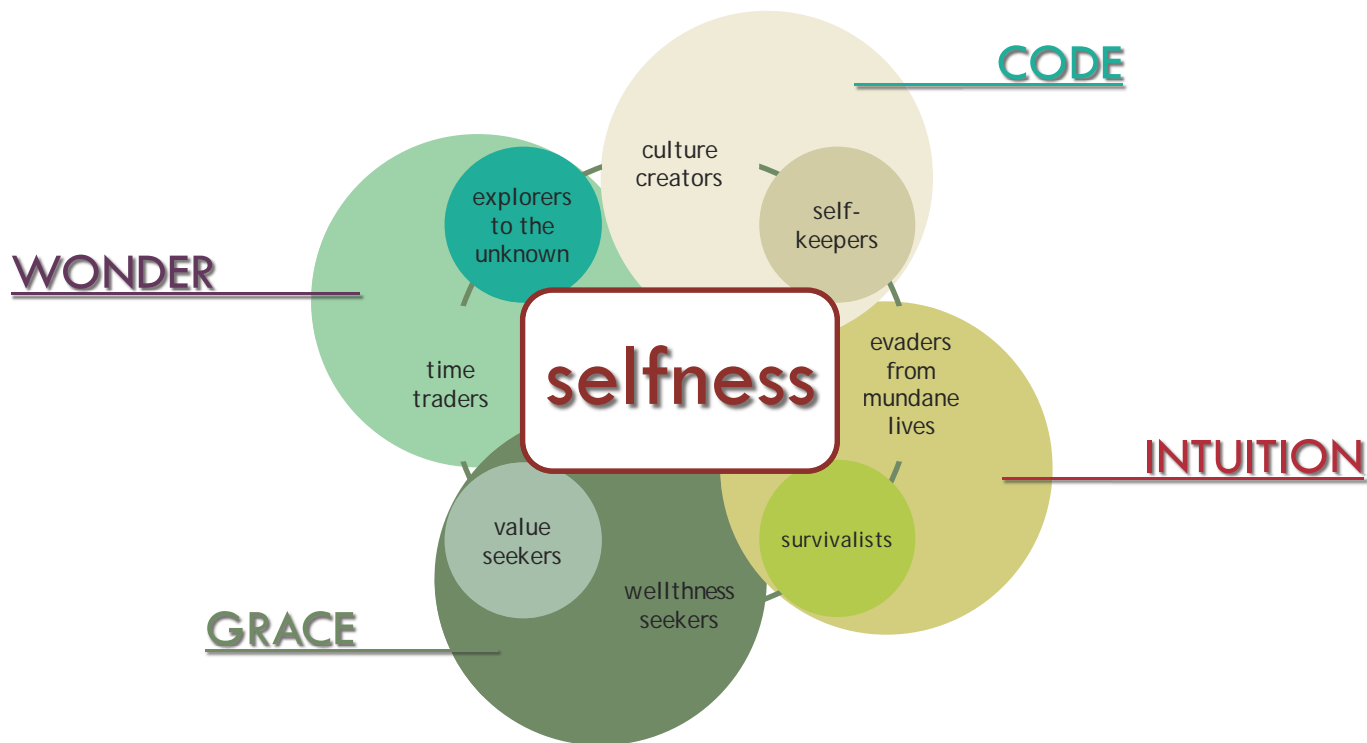 CODE
culture
creators
self-
keepers
explorers
to the
unknown
WONDER
selfness
evaders
from
mundane
lives
time
traders
INTUITION
value
seekers
survivalists
wellthness
seekers
GRACE